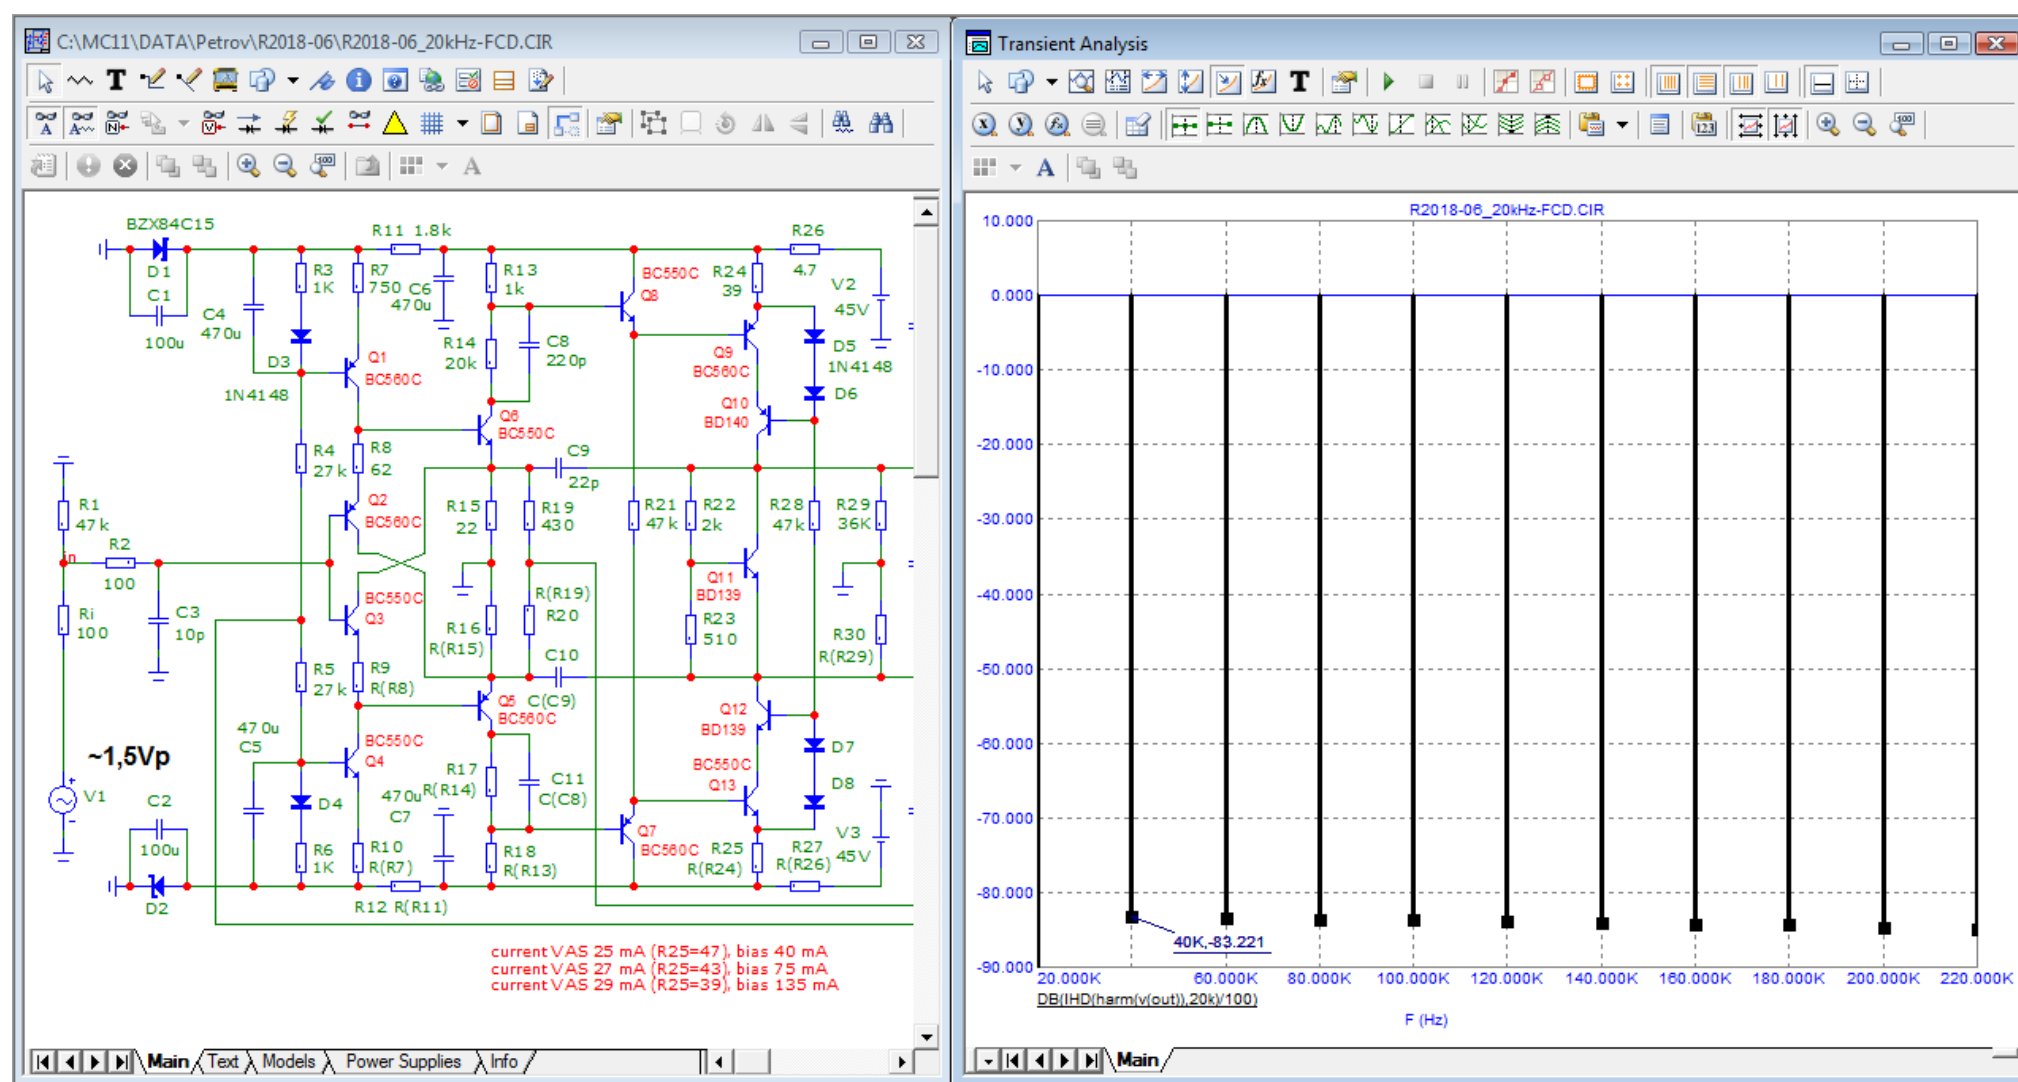 C:\MC11\DATA\Petrov\R2018-06\R2018-06_20kHz-FCD.CIR
BZX84C15
D1
C1
100u
C4
470u
R3
1K
R7
750
R11 1.8k
C6
470u
R13
1k
BC550C
Q8
R24
39
R26
4.7
V2
45V
D3
1N4148
Q1
BC560C
R14
20k
C8
220p
Q9
BC560C
D5
1N4148
D6
Q10
BD140
Q6
BC550C
R4
27k
R8
62
C9
22p
R1
47k
in
R2
100
Q2
BC560C
R15
22
R19
430
R21
47k
R22
2k
R28
47k
R29
36K
Ri
100
C3
10p
BC550C
Q3
R(R19)
R20
R16
R(R15)
Q11
BD139
R23
510
R30
R(R29)
R5
27k
R9
R(R8)
C10
C(C9)
Q5
BC560C
Q12
BD139
470u
C5
~1,5Vp
V1
BC550C
Q4
D4
R17
R(R14)
470u
C7
C11
C(C8)
BC550C
Q13
D7
D8
C2
100u
D2
R6
1K
R10
R(R7)
R12 R(R11)
R18
R(R13)
Q7
BC560C
R25
R(R24)
R27
R(R26)
V3
45V
current VAS 25 mA (R25=47), bias 40 mA
current VAS 27 mA (R25=43), bias 75 mA
current VAS 29 mA (R25=39), bias 135 mA
Main Text Models Power Supplies Info
Transient Analysis
R2018-06_20kHz-FCD.CIR
10.000
0.000
-10.000
-20.000
-30.000
-40.000
-50.000
-60.000
-70.000
-80.000
-90.000
40K,-83.221
20.000K 60.000K 80.000K 100.000K 120.000K 140.000K 160.000K 180.000K 200.000K 220.000K
DB(IHD(harm(v(out)),20k)/100)
F (Hz)
Main